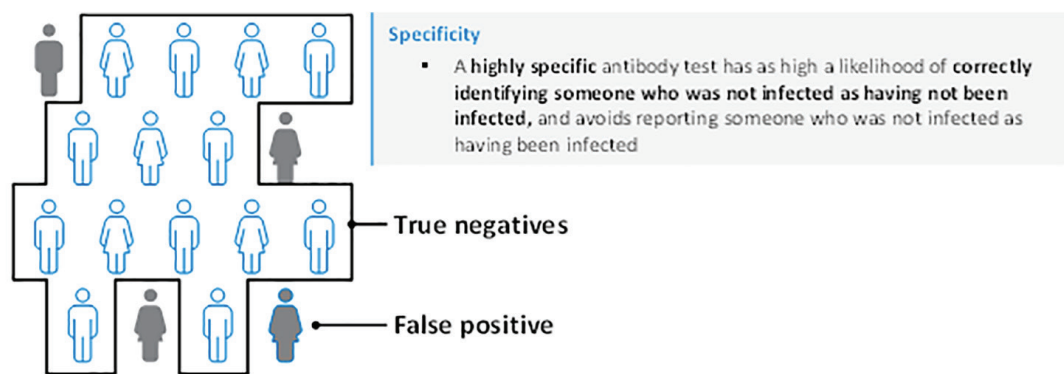 Specificity
▪ A highly specific antibody test has as high a likelihood of correctly
identifying someone who was not infected as having not been
infected, and avoids reporting someone who was not infected as
having been infected
True negatives
False positive